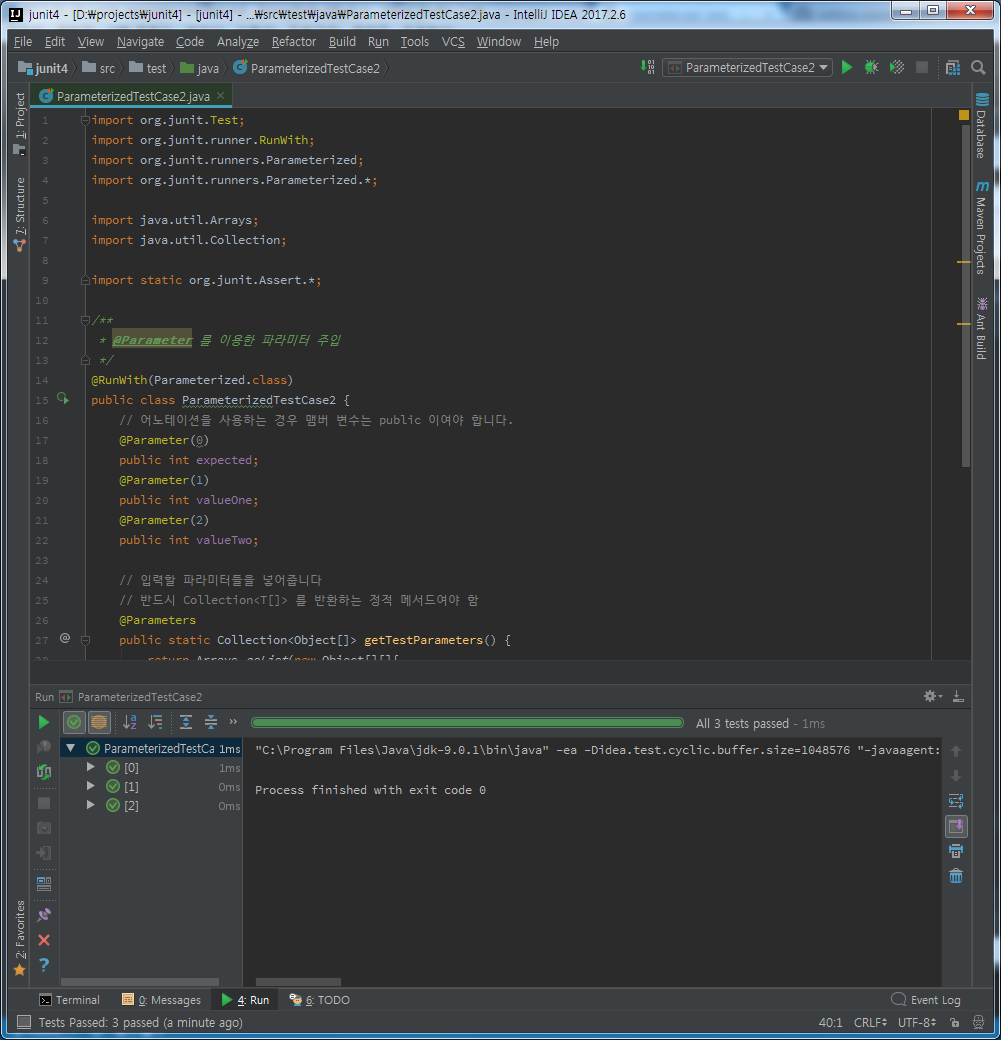 junit4 - [D:₩projects₩junit4] - [junit4] - ...₩src₩test₩java₩ParameterizedTestCase2.java - IntelliJ IDEA 2017.2.6
File Edit View Navigate Code Analyze Refactor Build Run Tools VCS Window Help
junit4 src test java ParameterizedTestCase2
ParameterizedTestCase2
1: Project
7: Structure
2: Favorites
ParameterizedTestCase2.java
1 import org.junit.Test;
2 import org.junit.runner.RunWith;
3 import org.junit.runners.Parameterized;
4 import org.junit.runners.Parameterized.*;
5
6 import java.util.Arrays;
7 import java.util.Collection;
8
9 import static org.junit.Assert.*;
10
11 /**
12 * @Parameter 를 이용한 파라미터 주입
13 */
14 @RunWith(Parameterized.class)
15 public class ParameterizedTestCase2 {
16 // 어노테이션을 사용하는 경우 맴버 변수는 public 이여야 합니다.
17 @Parameter(0)
18 public int expected;
19 @Parameter(1)
20 public int valueOne;
21 @Parameter(2)
22 public int valueTwo;
23
24 // 입력할 파라미터들을 넣어줍니다
25 // 반드시 Collection<T[]> 를 반환하는 정적 메서드여야 함
26 @Parameters
27 public static Collection<Object[]> getTestParameters() {
28 return Arrays.asList(new Object[][]{
Database
Maven Projects
Ant Build
Run ParameterizedTestCase2
All 3 tests passed - 1ms
ParameterizedTestCa 1ms
[0] 1ms
[1] 0ms
[2] 0ms
"C:\Program Files\Java\jdk-9.0.1\bin\java" -ea -Didea.test.cyclic.buffer.size=1048576 "-javaagent:
Process finished with exit code 0
Terminal 0: Messages 4: Run 6: TODO Event Log
Tests Passed: 3 passed (a minute ago) 40:1 CRLF UTF-8